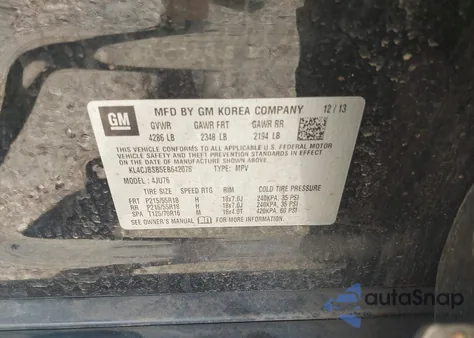 GM
MFD BY GM KOREA COMPANY 12/13
GVWR GAWR FRT GAWR RR
4286 LB 2348 LB 2194 LB
THIS VEHICLE CONFORMS TO ALL APPLICABLE U.S. FEDERAL MOTOR
VEHICLE SAFETY AND THEFT PREVENTION STANDARDS IN EFFECT ON
THE DATE OF MANUFACTURE SHOWN ABOVE.
KL4CJBSB5EB642676 TYPE: MPV
MODEL: 4JU76
TIRE SIZE SPEED RTG RIM COLD TIRE PRESSURE
FRT P215/55R18 H 18x7.0J 240KPA, 35 PSI
RR P215/55R18 H 18x7.0J 240KPA, 35 PSI
SPA T125/70R16 M 16x4.0T 420KPA, 60 PSI
SEE OWNER'S MANUAL FOR ADDITIONAL INFORMATION.
autoSnap